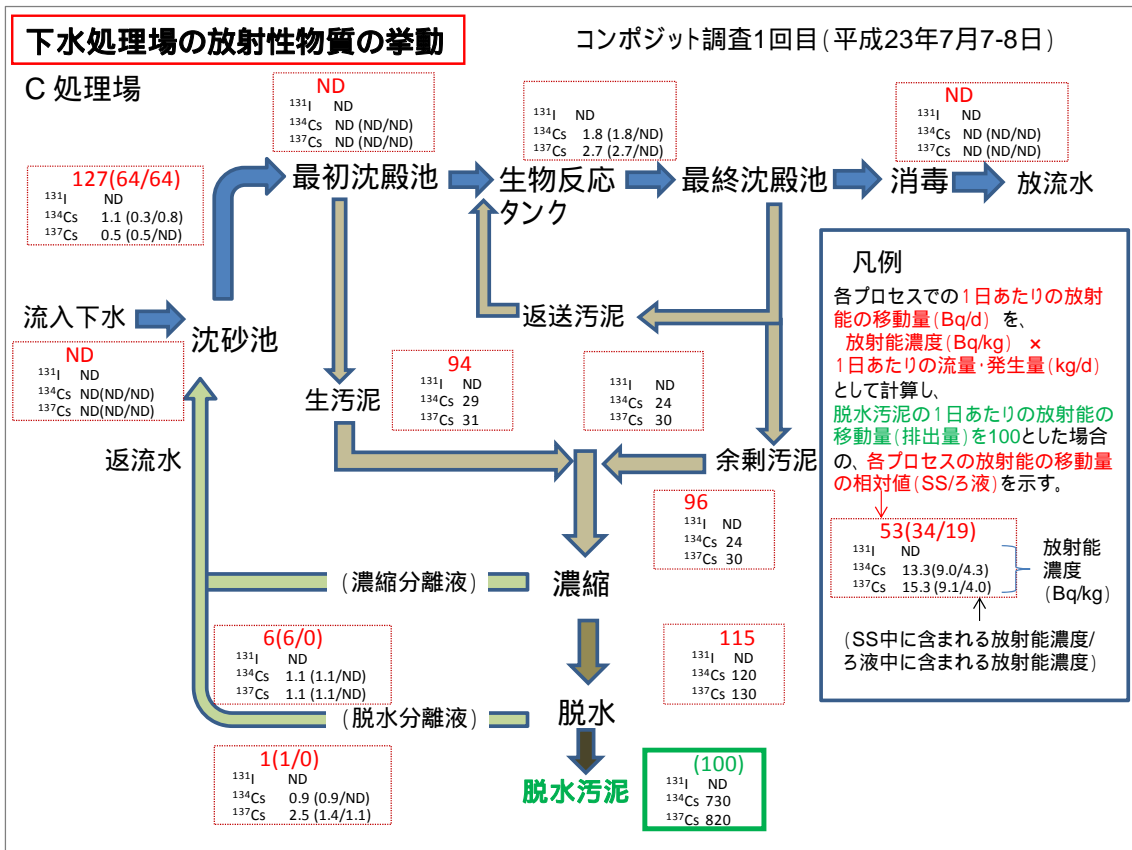 下水処理場の放射性物質の挙動
コンポジット調査1回目(平成23年7月7-8日)
C 処理場
ND
¹³¹I ND
¹³⁴Cs ND (ND/ND)
¹³⁷Cs ND (ND/ND)
¹³¹I ND
¹³⁴Cs 1.8 (1.8/ND)
¹³⁷Cs 2.7 (2.7/ND)
ND
¹³¹I ND
¹³⁴Cs ND (ND/ND)
¹³⁷Cs ND (ND/ND)
127(64/64)
¹³¹I ND
¹³⁴Cs 1.1 (0.3/0.8)
¹³⁷Cs 0.5 (0.5/ND)
最初沈殿池
生物反応
タンク
最終沈殿池
消毒
放流水
流入下水
沈砂池
返送汚泥
ND
¹³¹I ND
¹³⁴Cs ND(ND/ND)
¹³⁷Cs ND(ND/ND)
生汚泥
94
¹³¹I ND
¹³⁴Cs 29
¹³⁷Cs 31
¹³¹I ND
¹³⁴Cs 24
¹³⁷Cs 30
返流水
余剰汚泥
96
¹³¹I ND
¹³⁴Cs 24
¹³⁷Cs 30
(濃縮分離液)
濃縮
6(6/0)
¹³¹I ND
¹³⁴Cs 1.1 (1.1/ND)
¹³⁷Cs 1.1 (1.1/ND)
115
¹³¹I ND
¹³⁴Cs 120
¹³⁷Cs 130
(脱水分離液)
脱水
1(1/0)
¹³¹I ND
¹³⁴Cs 0.9 (0.9/ND)
¹³⁷Cs 2.5 (1.4/1.1)
脱水汚泥
(100)
¹³¹I ND
¹³⁴Cs 730
¹³⁷Cs 820
凡例
各プロセスでの1日あたりの放射
能の移動量(Bq/d) を、
放射能濃度(Bq/kg) ×
1日あたりの流量・発生量(kg/d)
として計算し、
脱水汚泥の1日あたりの放射能の
移動量(排出量)を100とした場合
の、各プロセスの放射能の移動量
の相対値(SS/ろ液)を示す。
53(34/19)
¹³¹I ND
¹³⁴Cs 13.3(9.0/4.3)
¹³⁷Cs 15.3 (9.1/4.0)
放射能
濃度
(Bq/kg)
(SS中に含まれる放射能濃度/
ろ液中に含まれる放射能濃度)